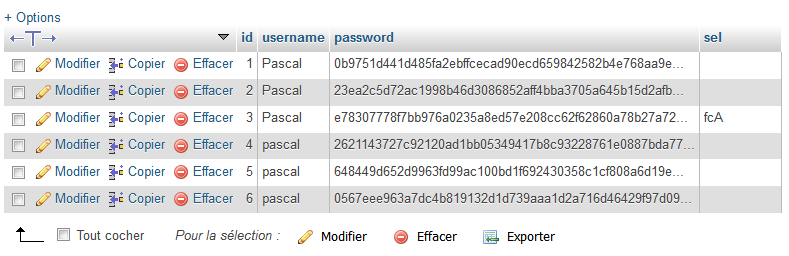 + Options
id username password sel
Modifier Copier Effacer 1 Pascal 0b9751d441d485fa2ebffcecad90ecd659842582b4e768aa9e...
Modifier Copier Effacer 2 Pascal 23ea2c5d72ac1998b46d3086852aff4bba3705a645b15d2afb...
Modifier Copier Effacer 3 Pascal e78307778f7bb976a0235a8ed57e208cc62f62860a78b27a72... fcA
Modifier Copier Effacer 4 pascal 2621143727c92120ad1bb05349417b8c93228761e0887bda77...
Modifier Copier Effacer 5 pascal 648449d652d9963fd99ac100bd1f692430358c1cf808a6d19e...
Modifier Copier Effacer 6 pascal 0567eee963a7dc4b819132d1d739aaa1d2a716d46429f97d09...
Tout cocher Pour la sélection : Modifier Effacer Exporter